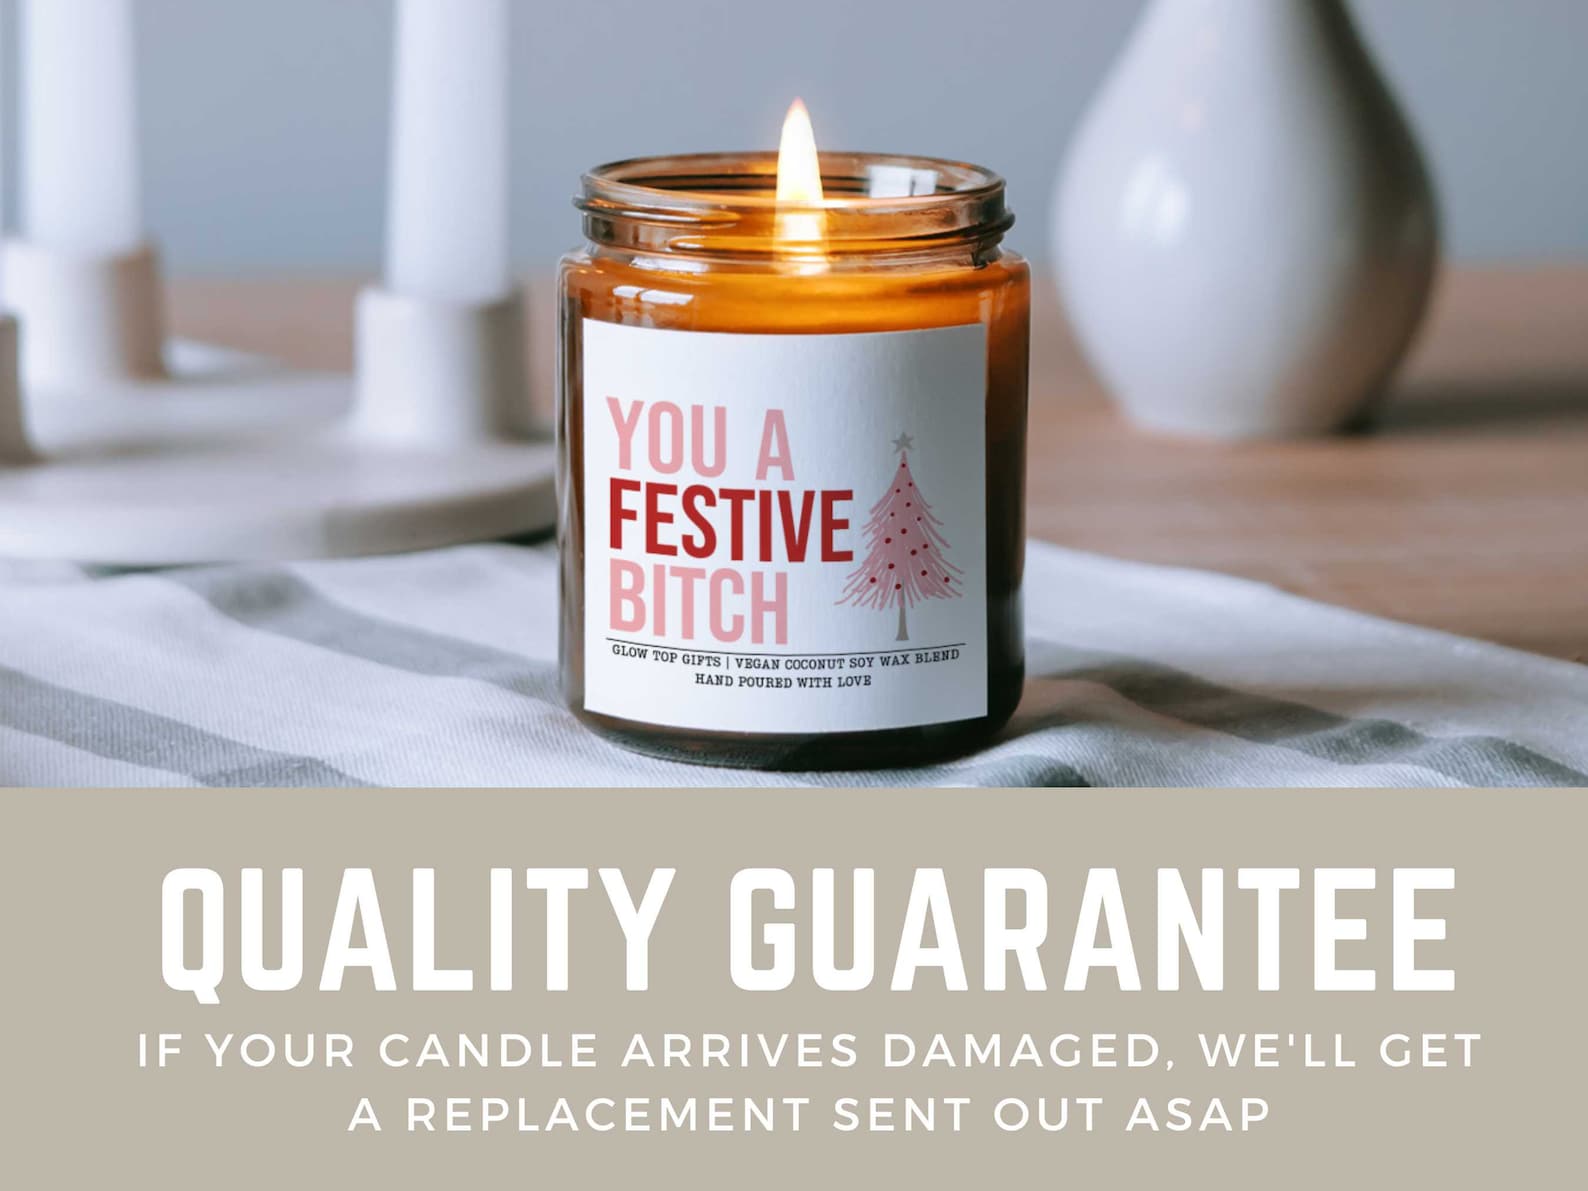 YOU A
FESTIVE
BITCH
GLOW TOP GIFTS | VEGAN COCONUT SOY WAX BLEND
HAND POURED WITH LOVE
QUALITY GUARANTEE
IF YOUR CANDLE ARRIVES DAMAGED, WE'LL GET
A REPLACEMENT SENT OUT ASAP